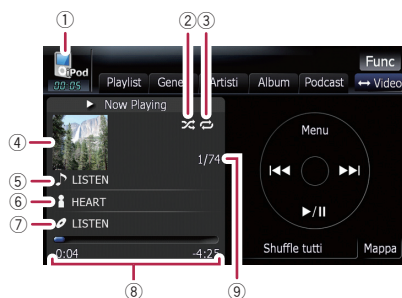 ① ② ③
iPod
00:05
Func
Playlist Gene Artisti Album Podcast ↔ Video
▶ Now Playing
④
1/74
⑤ LISTEN
⑥ HEART
⑦ LISTEN
0:04 -4:25
⑧ ⑨
Menu
Shuffle tutti Mappa